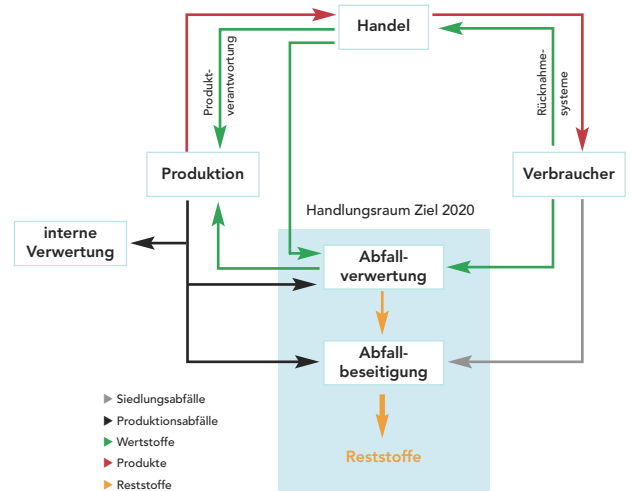 Handel
Produkt-
verantwortung
Rücknahme-
systeme
Produktion
Verbraucher
Handlungsraum Ziel 2020
interne
Verwertung
Abfall-
verwertung
Abfall-
beseitigung
Siedlungsabfälle
Produktionsabfälle
Wertstoffe
Produkte
Reststoffe
Reststoffe